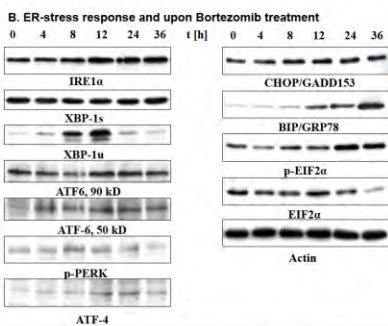 B. ER-stress response and upon Bortezomib treatment
0 4 8 12 24 36 t [h] 0 4 8 12 24 36
IRE1α
XBP-1s
XBP-1u
ATF6, 90 kD
ATF-6, 50 kD
p-PERK
ATF-4
CHOP/GADD153
BIP/GRP78
p-EIF2α
EIF2α
Actin